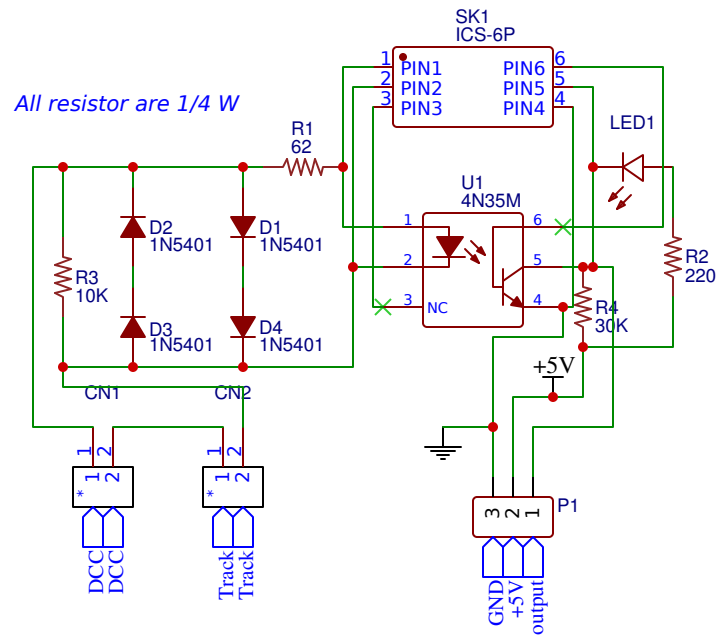 SK1
ICS-6P
1 PIN1 PIN6 6
2 PIN2 PIN5 5
3 PIN3 PIN4 4
All resistor are 1/4 W
R1
62
LED1
U1
4N35M
1 6
2 5
3 NC 4
D2
1N5401
D1
1N5401
R3
10K
D3
1N5401
D4
1N5401
R2
220
R4
30K
+5V
CN1
CN2
1 2
1 2
*
1 2
1 2
*
DCC
DCC
Track
Track
3 2 1
P1
GND
+5V
output